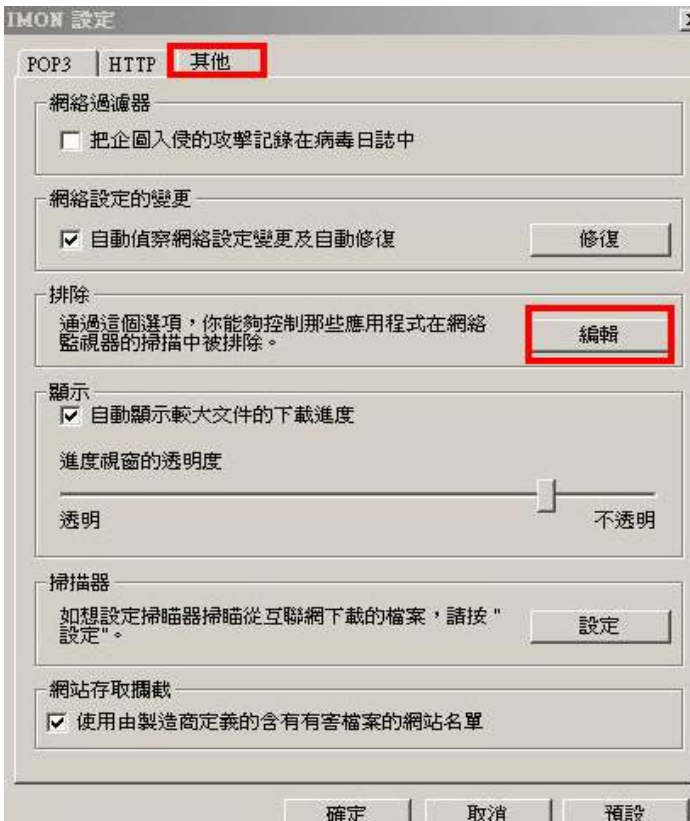 IMON 設定
POP3 HTTP 其他
網絡過濾器
把企圖入侵的攻擊記錄在病毒日誌中
網絡設定的變更
自動偵察網絡設定變更及自動修復 修復
排除
通過這個選項，你能夠控制那些應用程式在網絡
監視器的掃描中被排除。
編輯
顯示
自動顯示較大文件的下載進度
進度視窗的透明度
透明 不透明
掃描器
如想設定掃瞄器掃瞄從互聯網下載的檔案，請按 "
設定"。
設定
網站存取攔截
使用由製造商定義的含有有害檔案的網站名單
確定 取消 預設